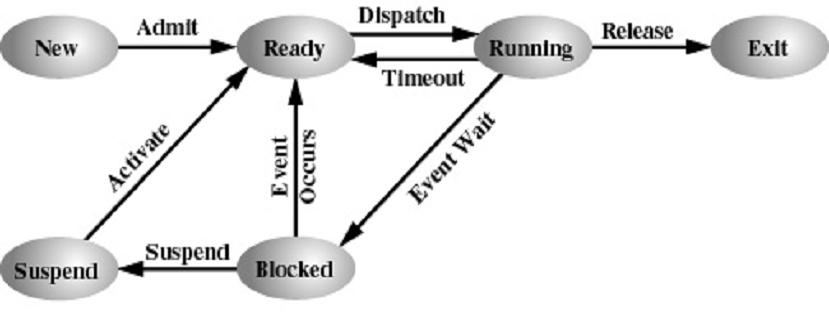 New
Admit
Ready
Dispatch
Timeout
Running
Release
Exit
Activate
Event
Occurs
Event Wait
Suspend
Suspend
Blocked